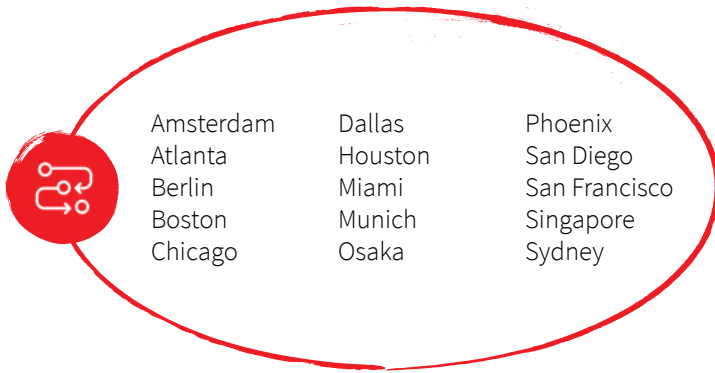 Amsterdam
Atlanta
Berlin
Boston
Chicago
Dallas
Houston
Miami
Munich
Osaka
Phoenix
San Diego
San Francisco
Singapore
Sydney